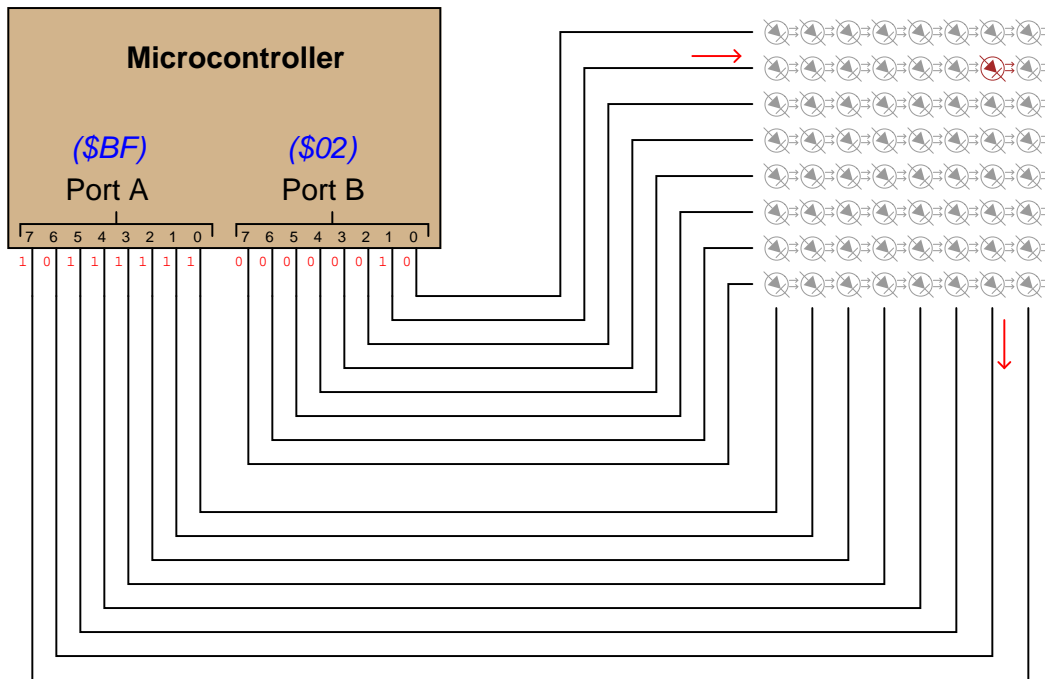 Microcontroller
($BF) ($02)
Port A Port B
7 6 5 4 3 2 1 0 7 6 5 4 3 2 1 0
1 0 1 1 1 1 1 1 0 0 0 0 0 0 1 0